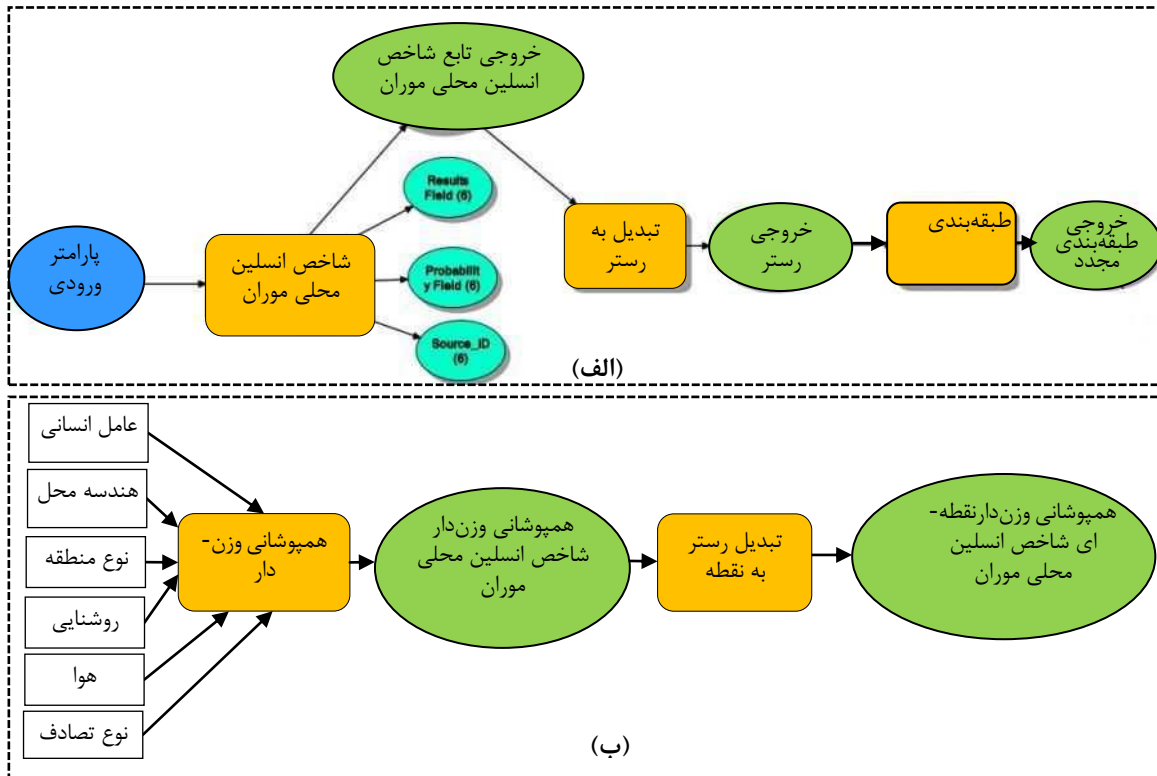 خروجی تابع شاخص
انسلین محلی موران
Results
Field (6)
پارامتر
ورودی
شاخص انسلین
محلی موران
Probabilit
y Field (6)
Source_ID
(6)
تبدیل به
رستر
خروجی
رستر
طبقه‌بندی
خروجی
طبقه‌بندی
مجدد
(الف)
عامل انسانی
هندسه محل
نوع منطقه
روشنایی
هوا
نوع تصادف
همپوشانی وزن-
دار
همپوشانی وزن‌دار
شاخص انسلین محلی
موران
تبدیل رستر
به نقطه
همپوشانی وزن‌دارنقطه-
ای شاخص انسلین
محلی موران
(ب)